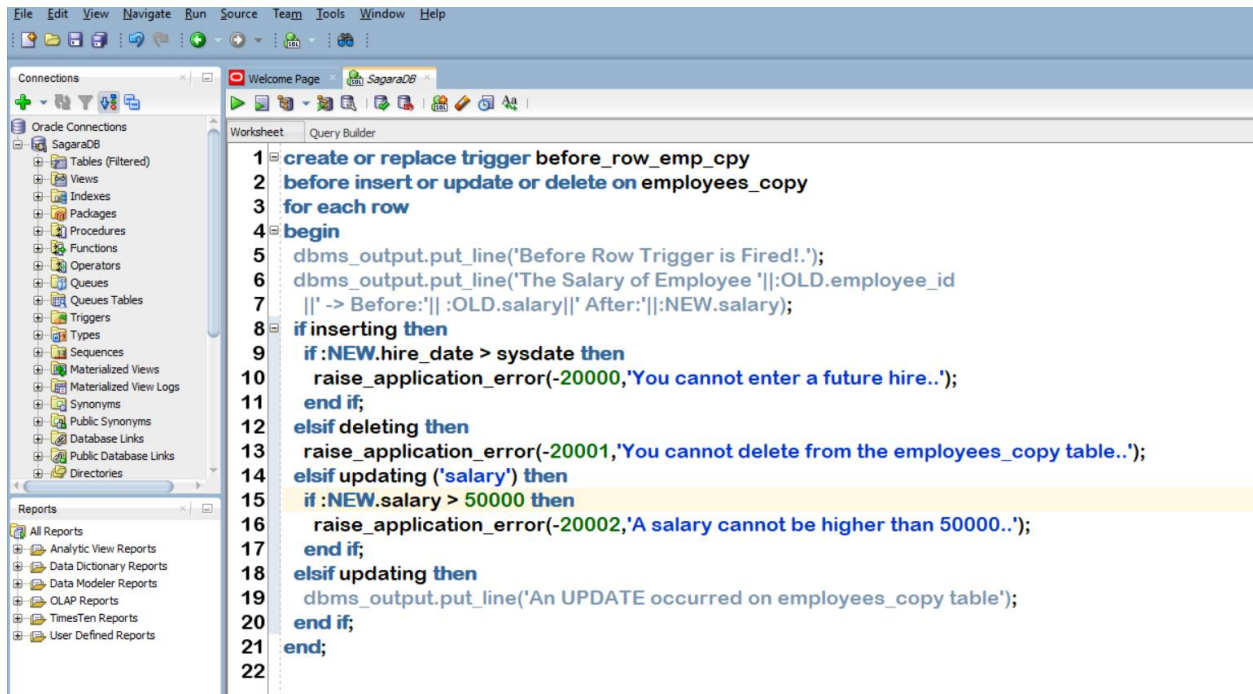 File Edit View Navigate Run Source Team Tools Window Help
Connections
Welcome Page SagaraDB
Oracle Connections
SagaraDB
Tables (Filtered)
Views
Indexes
Packages
Procedures
Functions
Operators
Queues
Queues Tables
Triggers
Types
Sequences
Materialized Views
Materialized View Logs
Synonyms
Public Synonyms
Database Links
Public Database Links
Directories
Reports
All Reports
Analytic View Reports
Data Dictionary Reports
Data Modeler Reports
OLAP Reports
TimesTen Reports
User Defined Reports
Worksheet Query Builder
1 create or replace trigger before_row_emp_cpy
2 before insert or update or delete on employees_copy
3 for each row
4 begin
5 dbms_output.put_line('Before Row Trigger is Fired!.');
6 dbms_output.put_line('The Salary of Employee '||:OLD.employee_id
7 ||' -> Before:'|| :OLD.salary||' After:'||:NEW.salary);
8 if inserting then
9 if :NEW.hire_date > sysdate then
10 raise_application_error(-20000,'You cannot enter a future hire..');
11 end if;
12 elsif deleting then
13 raise_application_error(-20001,'You cannot delete from the employees_copy table..');
14 elsif updating ('salary') then
15 if :NEW.salary > 50000 then
16 raise_application_error(-20002,'A salary cannot be higher than 50000..');
17 end if;
18 elsif updating then
19 dbms_output.put_line('An UPDATE occurred on employees_copy table');
20 end if;
21 end;
22